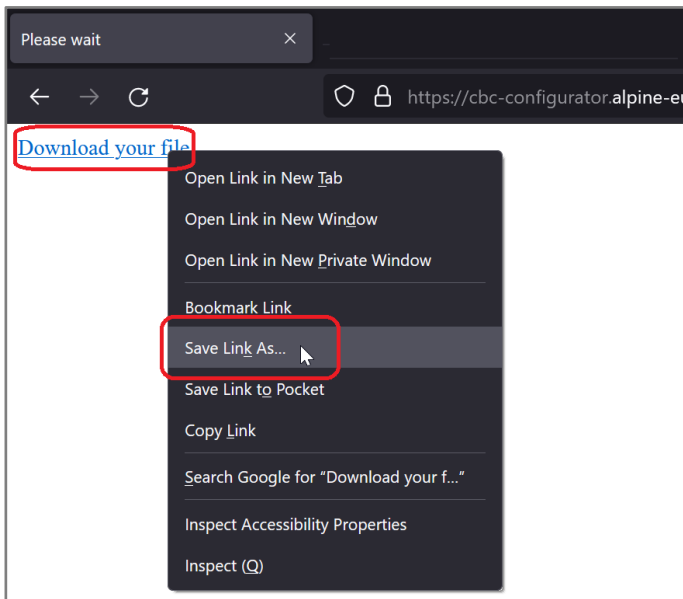 Please wait
https://cbc-configurator.alpine-eu
Download your file
Open Link in New Tab
Open Link in New Window
Open Link in New Private Window
Bookmark Link
Save Link As...
Save Link to Pocket
Copy Link
Search Google for “Download your f...”
Inspect Accessibility Properties
Inspect (Q)